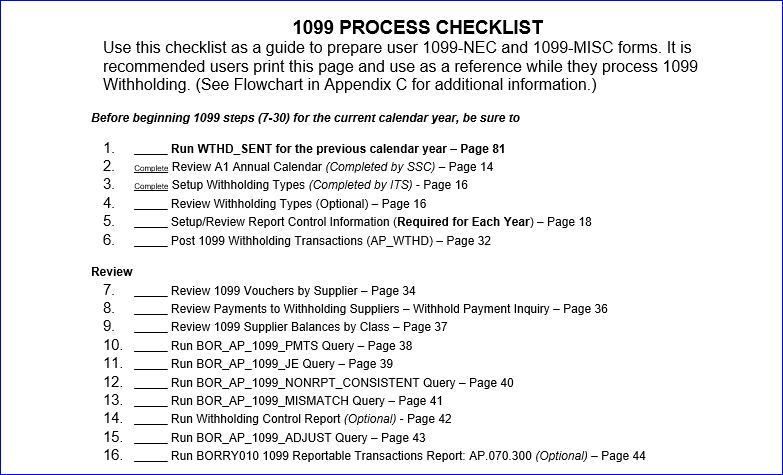 1099 PROCESS CHECKLIST
Use this checklist as a guide to prepare user 1099-NEC and 1099-MISC forms. It is
recommended users print this page and use as a reference while they process 1099
Withholding. (See Flowchart in Appendix C for additional information.)
Before beginning 1099 steps (7-30) for the current calendar year, be sure to
1. _____ Run WTHD_SENT for the previous calendar year – Page 81
2. Complete Review A1 Annual Calendar (Completed by SSC) – Page 14
3. Complete Setup Withholding Types (Completed by ITS) - Page 16
4. _____ Review Withholding Types (Optional) – Page 16
5. _____ Setup/Review Report Control Information (Required for Each Year) – Page 18
6. _____ Post 1099 Withholding Transactions (AP_WTHD) – Page 32
Review
7. _____ Review 1099 Vouchers by Supplier – Page 34
8. _____ Review Payments to Withholding Suppliers – Withhold Payment Inquiry – Page 36
9. _____ Review 1099 Supplier Balances by Class – Page 37
10. _____ Run BOR_AP_1099_PMTS Query – Page 38
11. _____ Run BOR_AP_1099_JE Query – Page 39
12. _____ Run BOR_AP_1099_NONRPT_CONSISTENT Query – Page 40
13. _____ Run BOR_AP_1099_MISMATCH Query – Page 41
14. _____ Run Withholding Control Report (Optional) - Page 42
15. _____ Run BOR_AP_1099_ADJUST Query – Page 43
16. _____ Run BORRY010 1099 Reportable Transactions Report: AP.070.300 (Optional) – Page 44